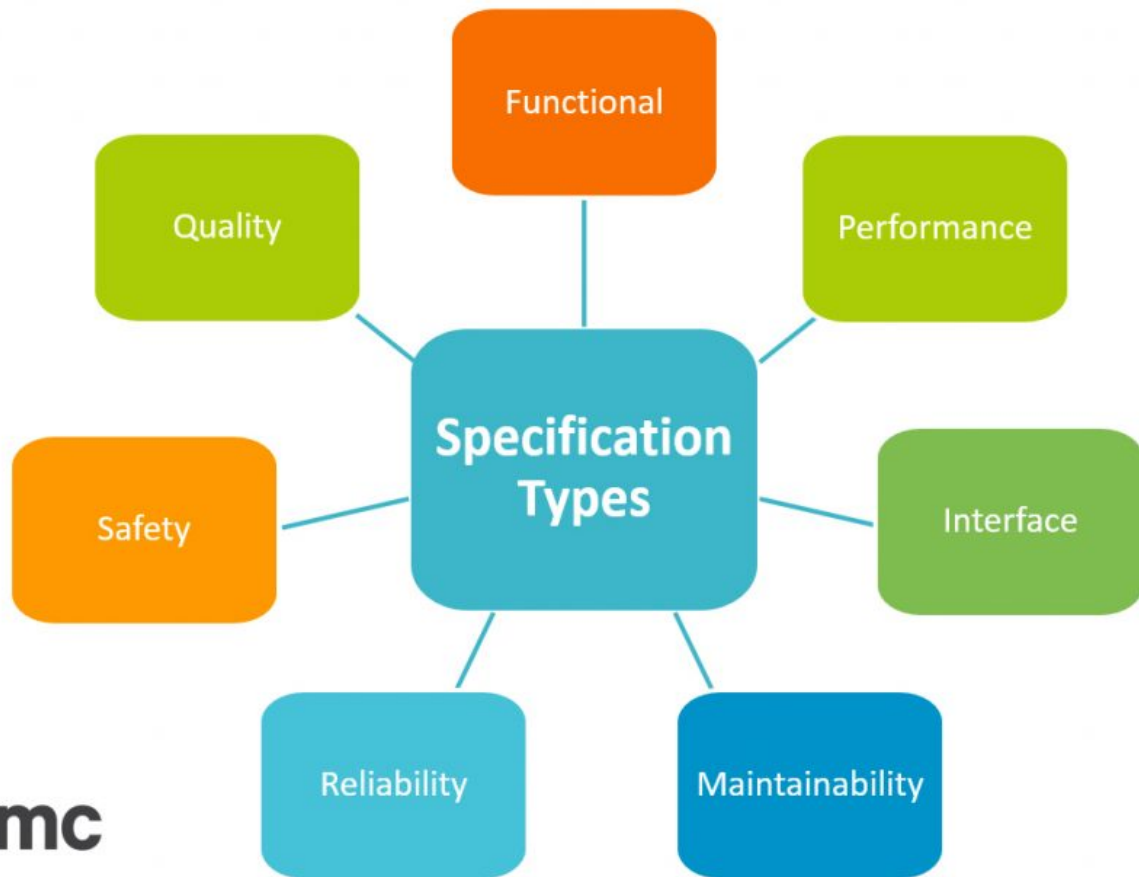 Functional
Quality
Performance
Specification
Types
Safety
Interface
Reliability
Maintainability
mc